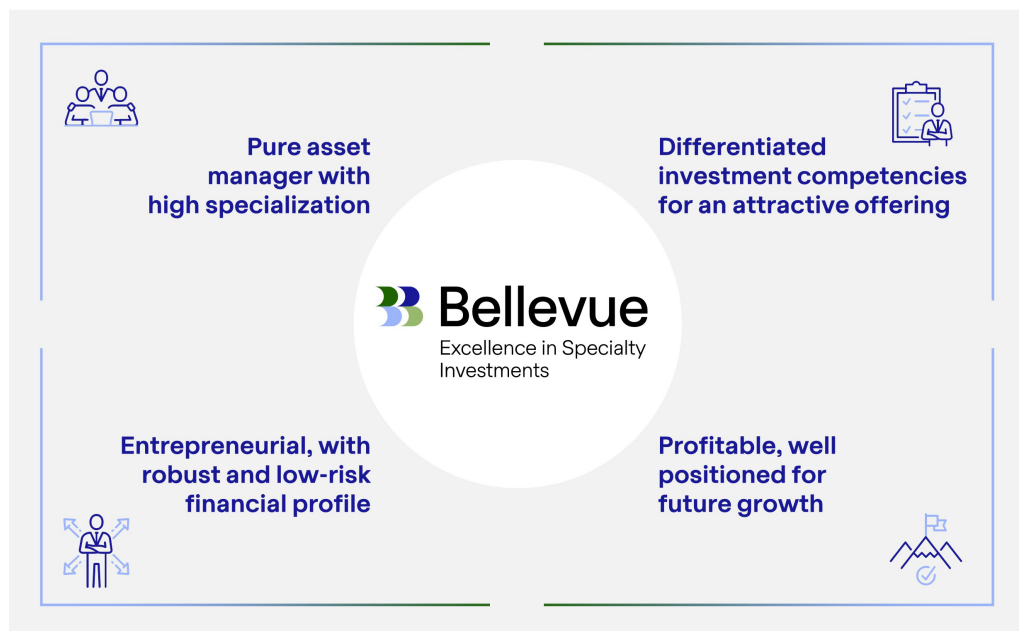 Pure asset
manager with
high specialization
Differentiated
investment competencies
for an attractive offering
Bellevue
Excellence in Specialty
Investments
Entrepreneurial, with
robust and low-risk
financial profile
Profitable, well
positioned for
future growth